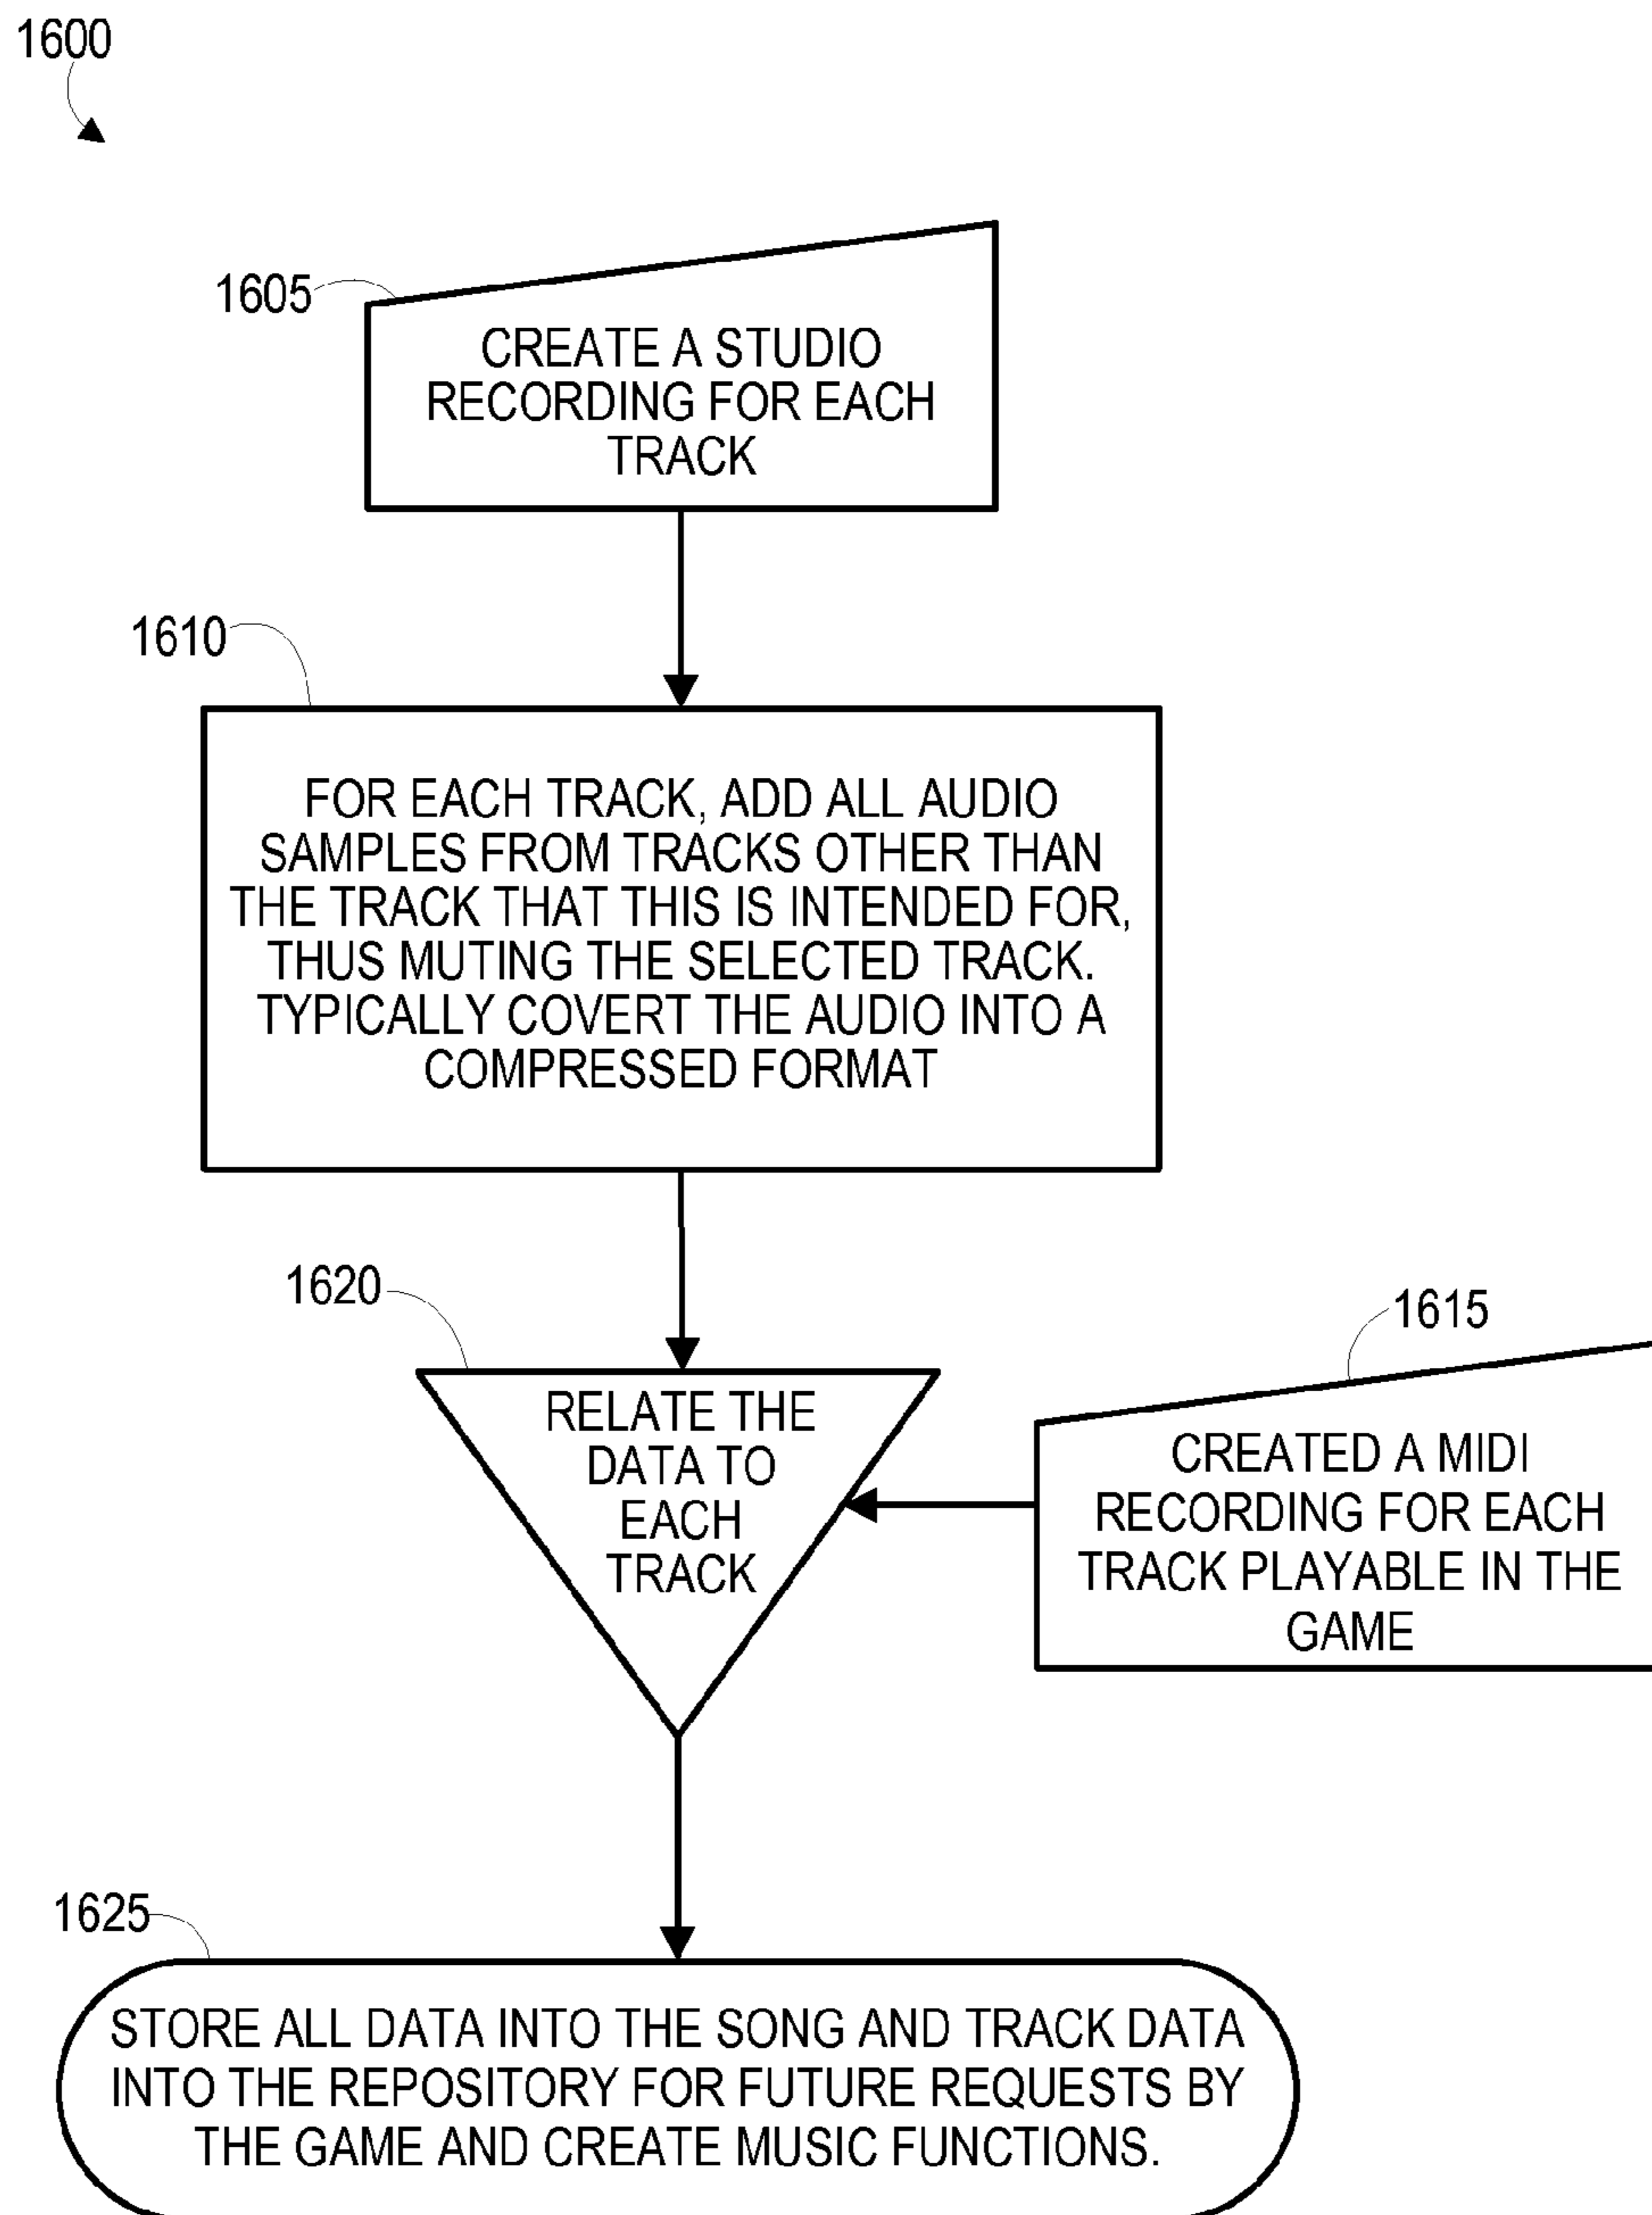 1600
1605
CREATE A STUDIO
RECORDING FOR EACH
TRACK
1610
FOR EACH TRACK, ADD ALL AUDIO
SAMPLES FROM TRACKS OTHER THAN
THE TRACK THAT THIS IS INTENDED FOR,
THUS MUTING THE SELECTED TRACK.
TYPICALLY COVERT THE AUDIO INTO A
COMPRESSED FORMAT
1620
RELATE THE
DATA TO
EACH
TRACK
1615
CREATED A MIDI
RECORDING FOR EACH
TRACK PLAYABLE IN THE
GAME
1625
STORE ALL DATA INTO THE SONG AND TRACK DATA
INTO THE REPOSITORY FOR FUTURE REQUESTS BY
THE GAME AND CREATE MUSIC FUNCTIONS.